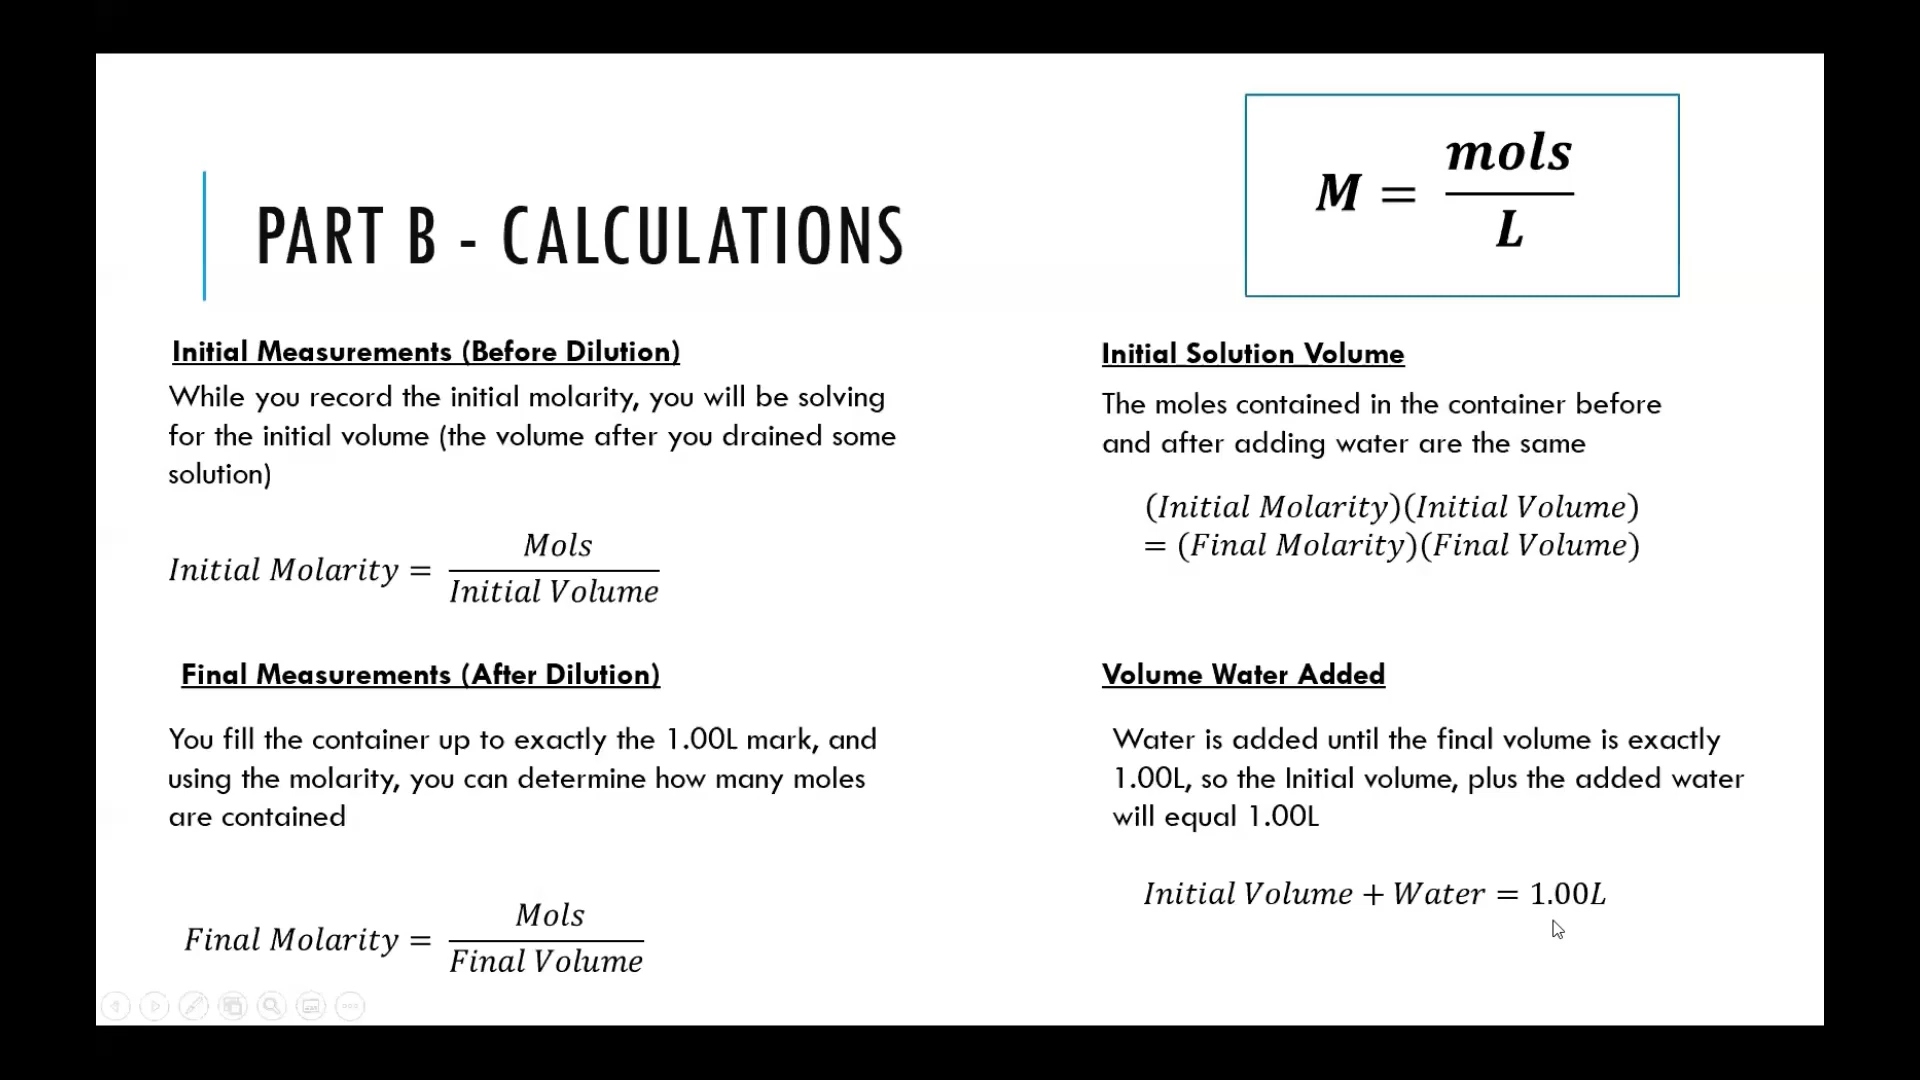 PART B - CALCULATIONS
M = mols / L
Initial Measurements (Before Dilution)
While you record the initial molarity, you will be solving
for the initial volume (the volume after you drained some
solution)
Initial Molarity = Mols / Initial Volume
Final Measurements (After Dilution)
You fill the container up to exactly the 1.00L mark, and
using the molarity, you can determine how many moles
are contained
Final Molarity = Mols / Final Volume
Initial Solution Volume
The moles contained in the container before
and after adding water are the same
(Initial Molarity)(Initial Volume)
= (Final Molarity)(Final Volume)
Volume Water Added
Water is added until the final volume is exactly
1.00L, so the Initial volume, plus the added water
will equal 1.00L
Initial Volume + Water = 1.00L